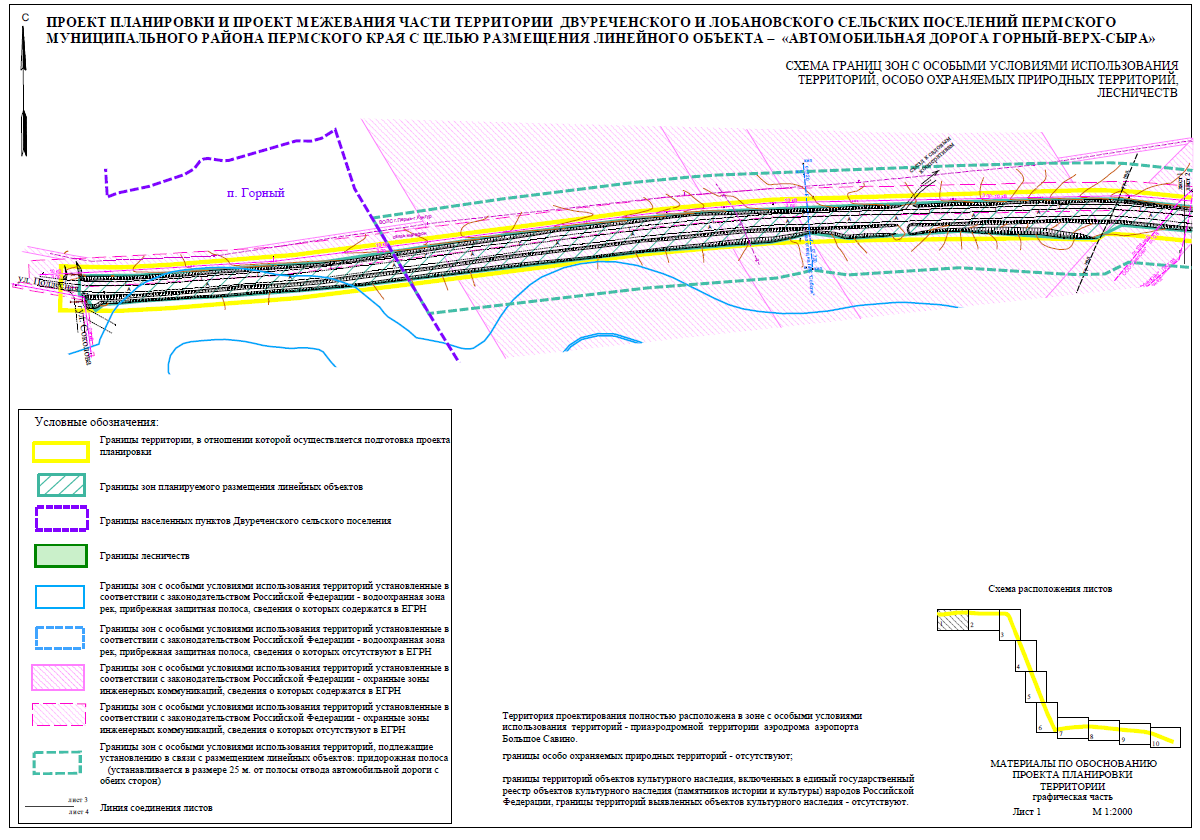 С
ПРОЕКТ ПЛАНИРОВКИ И ПРОЕКТ МЕЖЕВАНИЯ ЧАСТИ ТЕРРИТОРИИ ДВУРЕЧЕНСКОГО И ЛОБАНОВСКОГО СЕЛЬСКИХ ПОСЕЛЕНИЙ ПЕРМСКОГО
МУНИЦИПАЛЬНОГО РАЙОНА ПЕРМСКОГО КРАЯ С ЦЕЛЬЮ РАЗМЕЩЕНИЯ ЛИНЕЙНОГО ОБЪЕКТА – «АВТОМОБИЛЬНАЯ ДОРОГА ГОРНЫЙ-ВЕРХ-СЫРА»
СХЕМА ГРАНИЦ ЗОН С ОСОБЫМИ УСЛОВИЯМИ ИСПОЛЬЗОВАНИЯ
ТЕРРИТОРИЙ, ОСОБО ОХРАНЯЕМЫХ ПРИРОДНЫХ ТЕРРИТОРИЙ,
ЛЕСНИЧЕСТВ
п. Горный
ул.
Условные обозначения:
Границы территории, в отношении которой осуществляется подготовка проекта
планировки
Границы зон планируемого размещения линейных объектов
Границы населенных пунктов Двуреченского сельского поселения
Границы лесничеств
Границы зон с особыми условиями использования территорий установленные в
соответствии с законодательством Российской Федерации - водоохранная зона
рек, прибрежная защитная полоса, сведения о которых содержатся в ЕГРН
Границы зон с особыми условиями использования территорий установленные в
соответствии с законодательством Российской Федерации - водоохранная зона
рек, прибрежная защитная полоса, сведения о которых отсутствуют в ЕГРН
Границы зон с особыми условиями использования территорий установленные в
соответствии с законодательством Российской Федерации - охранные зоны
инженерных коммуникаций, сведения о которых содержатся в ЕГРН
Границы зон с особыми условиями использования территорий установленные в
соответствии с законодательством Российской Федерации - охранные зоны
инженерных коммуникаций, сведения о которых отсутствуют в ЕГРН
Границы зон с особыми условиями использования территорий, подлежащие
установлению в связи с размещением линейных объектов: придорожная полоса
(устанавливается в размере 25 м. от полосы отвода автомобильной дороги с
обеих сторон)
лист 3
лист 4
Линия соединения листов
Территория проектирования полностью расположена в зоне с особыми условиями
использования территорий - приаэродромной территории аэродрома аэропорта
Большое Савино.
границы особо охраняемых природных территорий - отсутствуют;
границы территорий объектов культурного наследия, включенных в единый государственный
реестр объектов культурного наследия (памятников истории и культуры) народов Российской
Федерации, границы территорий выявленных объектов культурного наследия - отсутствуют.
Схема расположения листов
1
2
3
4
5
6
7
8
9
10
МАТЕРИАЛЫ ПО ОБОСНОВАНИЮ
ПРОЕКТА ПЛАНИРОВКИ
ТЕРРИТОРИИ
графическая часть
Лист 1
М 1:2000